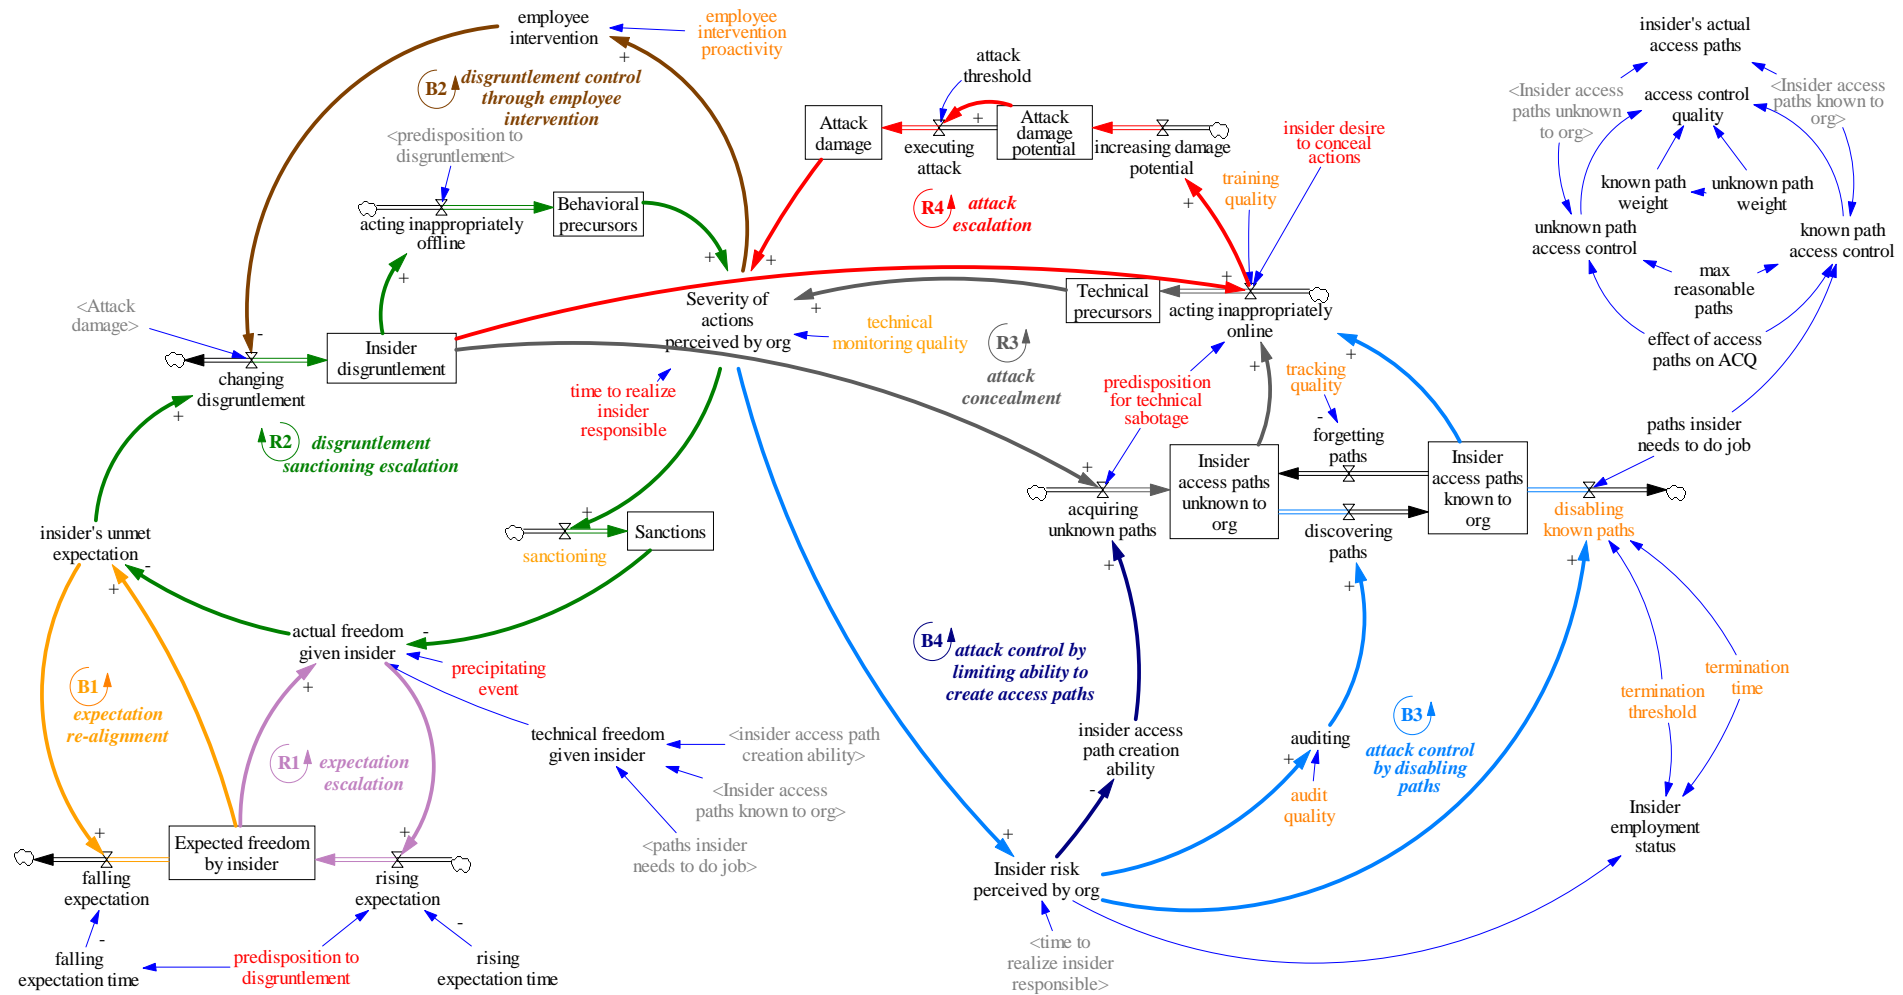 employee
intervention
employee
intervention
proactivity
B2
disgruntlement control
through employee
intervention
+
<predisposition to
disgruntlement>
acting inappropriately
offline
+
Behavioral
precursors
+
<Attack
damage>
-
changing
disgruntlement
+
Insider
disgruntlement
R2
disgruntlement
sanctioning escalation
attack
threshold
Attack
damage
executing
attack
+
Attack
damage
potential
increasing damage
potential
+
R4
attack
escalation
+
insider desire
to conceal
actions
training
quality
+
Technical
precursors
acting inappropriately
online
+
+
+
Severity of
actions
perceived by org
technical
monitoring quality
R3
attack
concealment
time to realize
insider
responsible
predisposition
for technical
sabotage
tracking
quality
-
forgetting
paths
insider's actual
access paths
<Insider access
paths unknown
to org>
access control
quality
<Insider access
paths known to
org>
known path
weight
unknown path
weight
unknown path
access control
known path
access control
max
reasonable
paths
effect of access
paths on ACQ
paths insider
needs to do job
+
acquiring
unknown paths
+
Insider
access paths
unknown to
org
discovering
paths
+
Insider
access paths
known to
org
disabling
known paths
+
insider's unmet
expectation
-
+
+
sanctioning
Sanctions
actual freedom
given insider
-
+
precipitating
event
B1
expectation
re-alignment
R1
expectation
escalation
technical freedom
given insider
<insider access path
creation ability>
<Insider access
paths known to org>
<paths insider
needs to do job>
B4
attack control by
limiting ability to
create access paths
insider access
path creation
ability
-
auditing
+
audit
quality
B3
attack control
by disabling
paths
termination
threshold
termination
time
Insider
employment
status
+
Insider risk
perceived by org
<time to
realize insider
responsible>
+
falling
expectation
Expected freedom
by insider
+
rising
expectation
-
falling
expectation time
predisposition to
disgruntlement
-
rising
expectation time